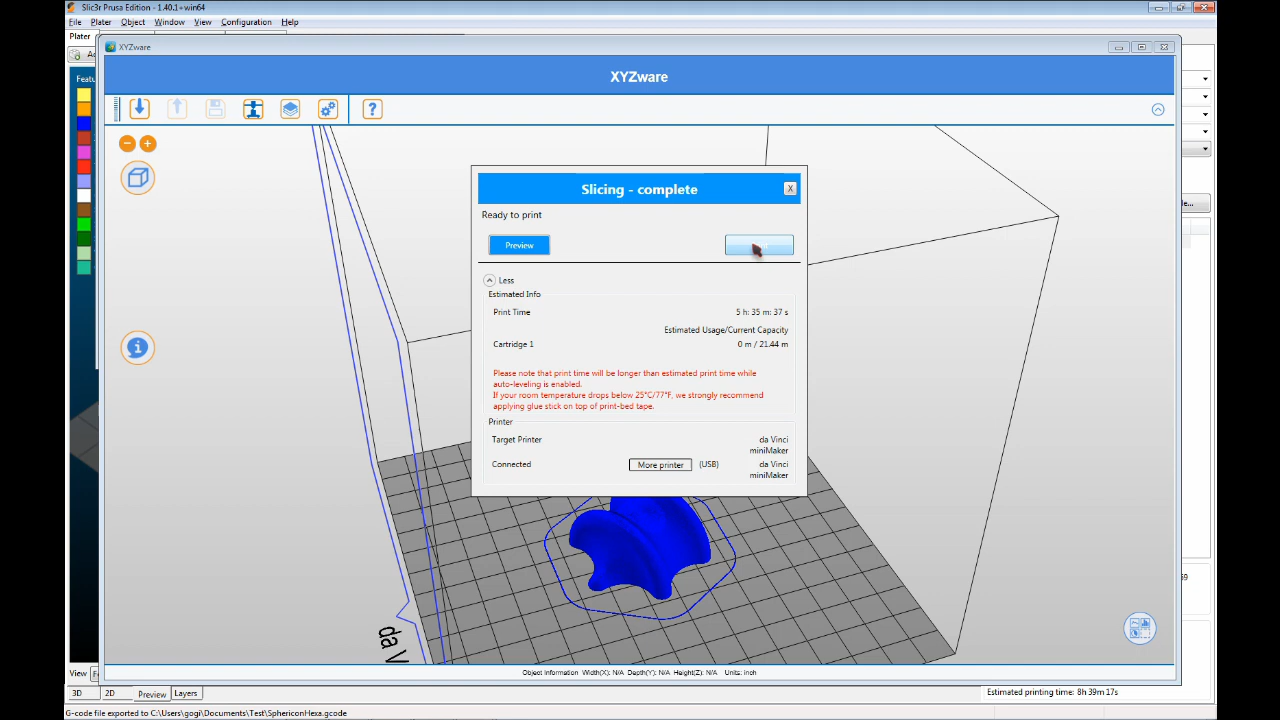 Slic3r Prusa Edition - 1.40.1+win64
File Plater Object Window View Configuration Help
Plater
XYZware
XYZware
Slicing - complete
X
Ready to print
Preview
Less
Estimated Info
Print Time 5 h: 35 m: 37 s
Estimated Usage/Current Capacity
Cartridge 1 0 m / 21.44 m
Please note that print time will be longer than estimated print time while
auto-leveling is enabled.
If your room temperature drops below 25°C/77°F, we strongly recommend
applying glue stick on top of print-bed tape.
Printer
Target Printer da Vinci
miniMaker
Connected More printer (USB) da Vinci
miniMaker
da V
Object Information Width(X): N/A Depth(Y): N/A Height(Z): N/A Units: inch
View
3D 2D Preview Layers
Estimated printing time: 8h 39m 17s
G-code file exported to C:\Users\gogi\Documents\Test\SphericonHexa.gcode